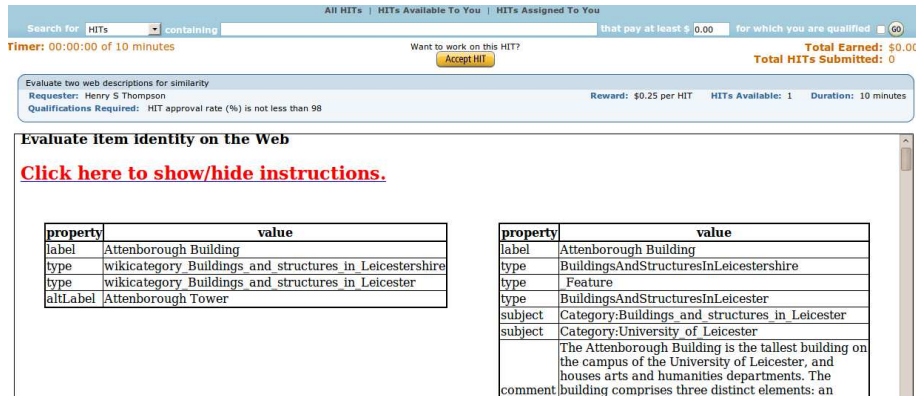 All HITs | HITs Available To You | HITs Assigned To You
Search for HITs containing that pay at least $ 0.00 for which you are qualified GO
Timer: 00:00:00 of 10 minutes
Want to work on this HIT?
Accept HIT
Total Earned: $0.00
Total HITs Submitted: 0
Evaluate two web descriptions for similarity
Requester: Henry S Thompson Reward: $0.25 per HIT HITs Available: 1 Duration: 10 minutes
Qualifications Required: HIT approval rate (%) is not less than 98
Evaluate item identity on the Web
Click here to show/hide instructions.
property value
label Attenborough Building
type wikicategory_Buildings_and_structures_in_Leicestershire
type wikicategory_Buildings_and_structures_in_Leicester
altLabel Attenborough Tower
property value
label Attenborough Building
type BuildingsAndStructuresInLeicestershire
type _Feature
type BuildingsAndStructuresInLeicester
subject Category:Buildings_and_structures_in_Leicester
subject Category:University_of_Leicester
The Attenborough Building is the tallest building on
the campus of the University of Leicester, and
houses arts and humanities departments. The
comment building comprises three distinct elements: an